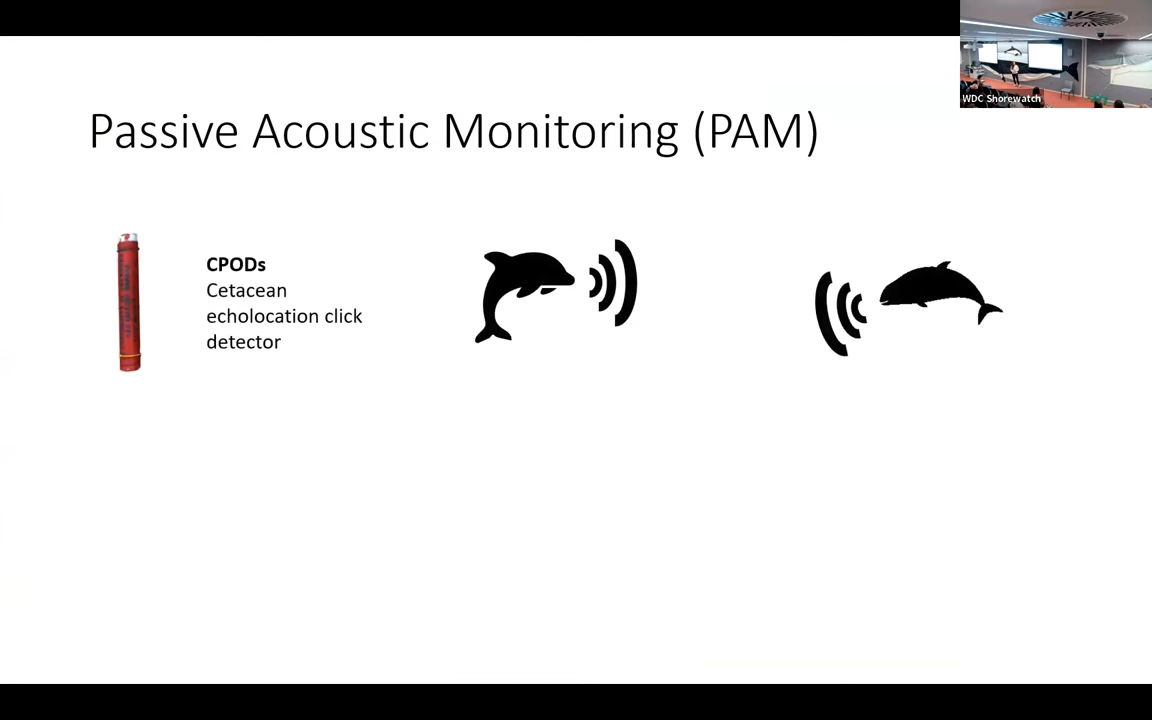 WDC Shorewatch
Passive Acoustic Monitoring (PAM)
CPODs
Cetacean
echolocation click
detector